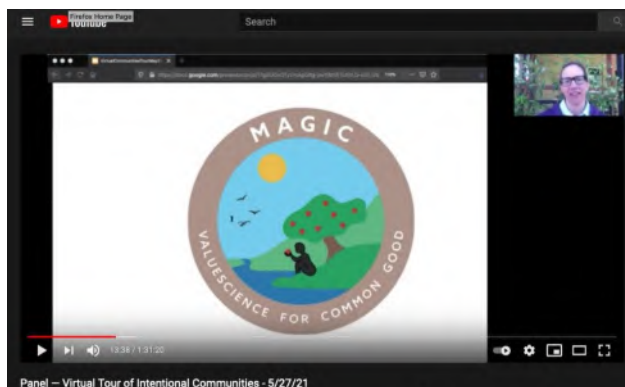 Firefox Home Page
Search
MAGIC
VALUESCIENCE FOR COMMON GOOD
13:38 / 1:31:20
Panel — Virtual Tour of Intentional Communities - 5/27/21